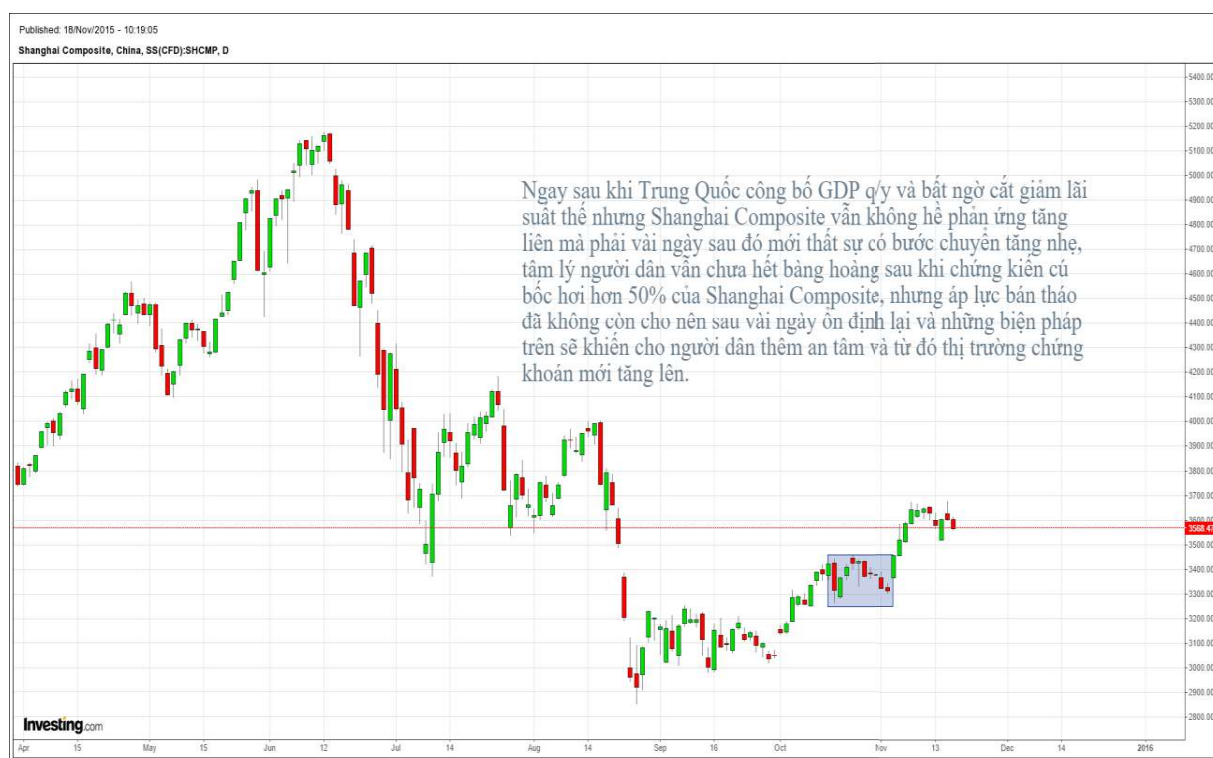 Published: 18/Nov/2015 - 10:19:05
Shanghai Composite, China, SS(CFD):SHCMP, D
Ngay sau khi Trung Quốc công bố GDP q/y và bất ngờ cắt giảm lãi
suất thế nhưng Shanghai Composite vẫn không hề phản ứng tăng
liền mà phải vài ngày sau đó mới thất sự có bước chuyển tăng nhẹ,
tâm lý người dân vẫn chưa hết bàng hoàng sau khi chứng kiến cú
bốc hơi hơn 50% của Shanghai Composite, nhưng áp lực bán tháo
đã không còn cho nên sau vài ngày ổn định lại và những biện pháp
trên sẽ khiến cho người dân thêm an tâm và từ đó thị trường chứng
khoán mới tăng lên.
5400.00
5300.00
5200.00
5100.00
5000.00
4900.00
4800.00
4700.00
4600.00
4500.00
4400.00
4300.00
4200.00
4100.00
4000.00
3900.00
3800.00
3700.00
3600.00
3568.47
3500.00
3400.00
3300.00
3200.00
3100.00
3000.00
2900.00
2800.00
Investing.com
Apr 15 May 15 Jun 12 Jul 14 Aug 14 Sep 16 Oct Nov 13 Dec 14 2016